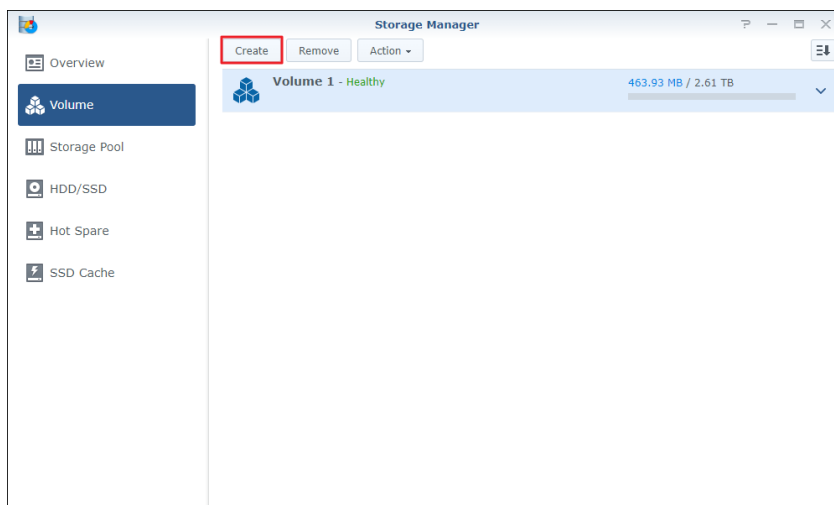 Storage Manager
Overview
Volume
Storage Pool
HDD/SSD
Hot Spare
SSD Cache
Create Remove Action
Volume 1 - Healthy 463.93 MB / 2.61 TB